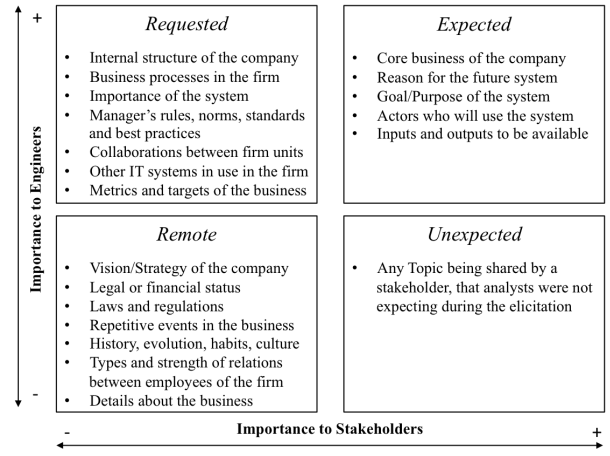 +
Requested
• Internal structure of the company
• Business processes in the firm
• Importance of the system
• Manager's rules, norms, standards
and best practices
• Collaborations between firm units
• Other IT systems in use in the firm
• Metrics and targets of the business
Expected
• Core business of the company
• Reason for the future system
• Goal/Purpose of the system
• Actors who will use the system
• Inputs and outputs to be available
Importance to Engineers
Remote
• Vision/Strategy of the company
• Legal or financial status
• Laws and regulations
• Repetitive events in the business
• History, evolution, habits, culture
• Types and strength of relations
between employees of the firm
• Details about the business
Unexpected
• Any Topic being shared by a
stakeholder, that analysts were not
expecting during the elicitation
-
- Importance to Stakeholders +